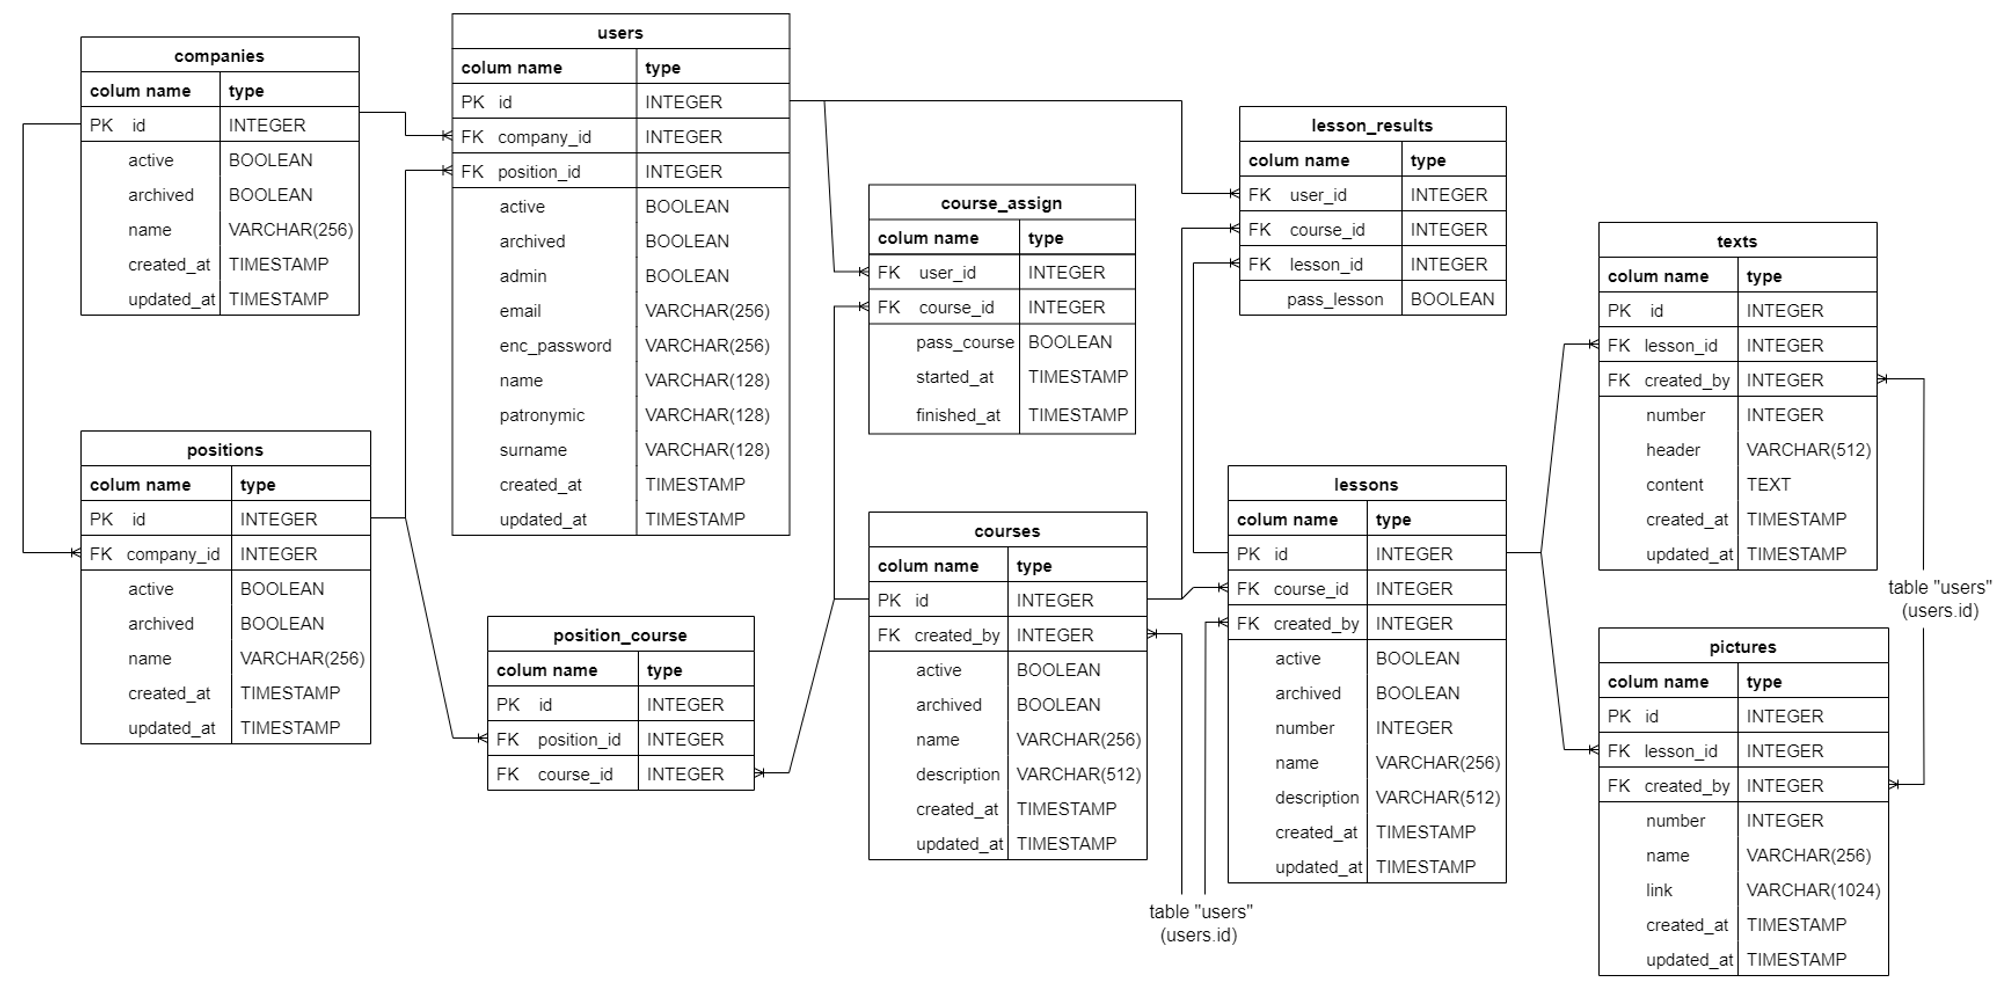 companies
colum name type
PK id INTEGER
active BOOLEAN
archived BOOLEAN
name VARCHAR(256)
created_at TIMESTAMP
updated_at TIMESTAMP
users
colum name type
PK id INTEGER
FK company_id INTEGER
FK position_id INTEGER
active BOOLEAN
archived BOOLEAN
admin BOOLEAN
email VARCHAR(256)
enc_password VARCHAR(256)
name VARCHAR(128)
patronymic VARCHAR(128)
surname VARCHAR(128)
created_at TIMESTAMP
updated_at TIMESTAMP
positions
colum name type
PK id INTEGER
FK company_id INTEGER
active BOOLEAN
archived BOOLEAN
name VARCHAR(256)
created_at TIMESTAMP
updated_at TIMESTAMP
position_course
colum name type
PK id INTEGER
FK position_id INTEGER
FK course_id INTEGER
course_assign
colum name type
FK user_id INTEGER
FK course_id INTEGER
pass_course BOOLEAN
started_at TIMESTAMP
finished_at TIMESTAMP
courses
colum name type
PK id INTEGER
FK created_by INTEGER
active BOOLEAN
archived BOOLEAN
name VARCHAR(256)
description VARCHAR(512)
created_at TIMESTAMP
updated_at TIMESTAMP
lesson_results
colum name type
FK user_id INTEGER
FK course_id INTEGER
FK lesson_id INTEGER
pass_lesson BOOLEAN
lessons
colum name type
PK id INTEGER
FK course_id INTEGER
FK created_by INTEGER
active BOOLEAN
archived BOOLEAN
number INTEGER
name VARCHAR(256)
description VARCHAR(512)
created_at TIMESTAMP
updated_at TIMESTAMP
table "users"
(users.id)
texts
colum name type
PK id INTEGER
FK lesson_id INTEGER
FK created_by INTEGER
number INTEGER
header VARCHAR(512)
content TEXT
created_at TIMESTAMP
updated_at TIMESTAMP
table "users"
(users.id)
pictures
colum name type
PK id INTEGER
FK lesson_id INTEGER
FK created_by INTEGER
number INTEGER
name VARCHAR(256)
link VARCHAR(1024)
created_at TIMESTAMP
updated_at TIMESTAMP